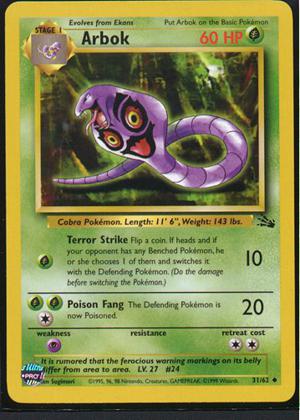 Evolves from Ekans
Put Arbok on the Basic Pokémon
STAGE 1
Arbok
60 HP
Cobra Pokémon. Length: 11' 6", Weight: 143 lbs.
Terror Strike Flip a coin. If heads and if
your opponent has any Benched Pokémon, he
or she chooses 1 of them and switches it
with the Defending Pokémon. (Do the damage
before switching the Pokémon.)
10
Poison Fang The Defending Pokémon is
now Poisoned.
20
weakness
resistance
retreat cost
It is rumored that the ferocious warning markings on its belly
differ from area to area. LV. 27 #24
PRO
Sugimori
©1995, 96, 98 Nintendo, Creatures, GAMEFREAK. ©1999 Wizards.
31/62